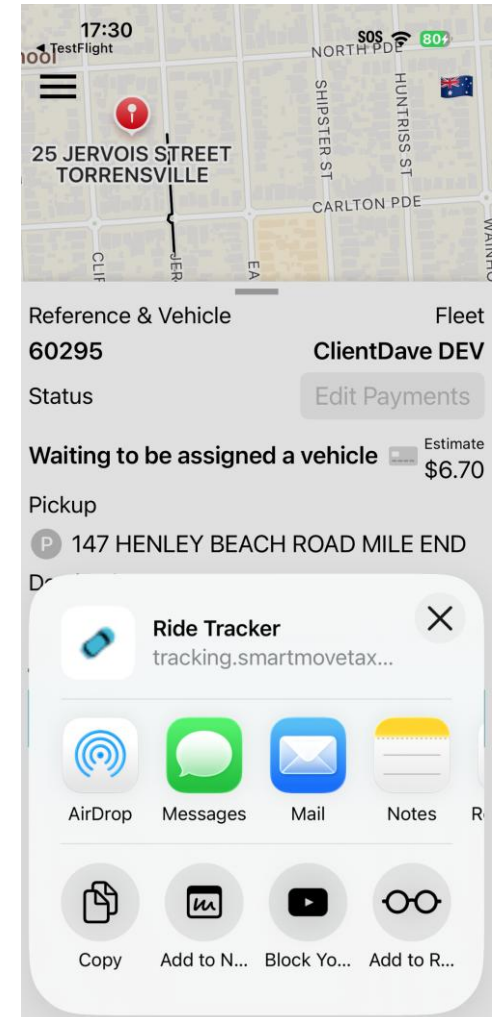 17:30
SOS
80
TestFlight
NORTH PDE
SHIPSTER ST
HUNTRISS ST
25 JERVOIS STREET
TORRENSVILLE
CARLTON PDE
Reference & Vehicle
Fleet
60295
ClientDave DEV
Status
Edit Payments
Waiting to be assigned a vehicle
Estimate
$6.70
Pickup
P 147 HENLEY BEACH ROAD MILE END
Ride Tracker
tracking.smartmovetax...
AirDrop
Messages
Mail
Notes
Copy
Add to N...
Block Yo...
Add to R...